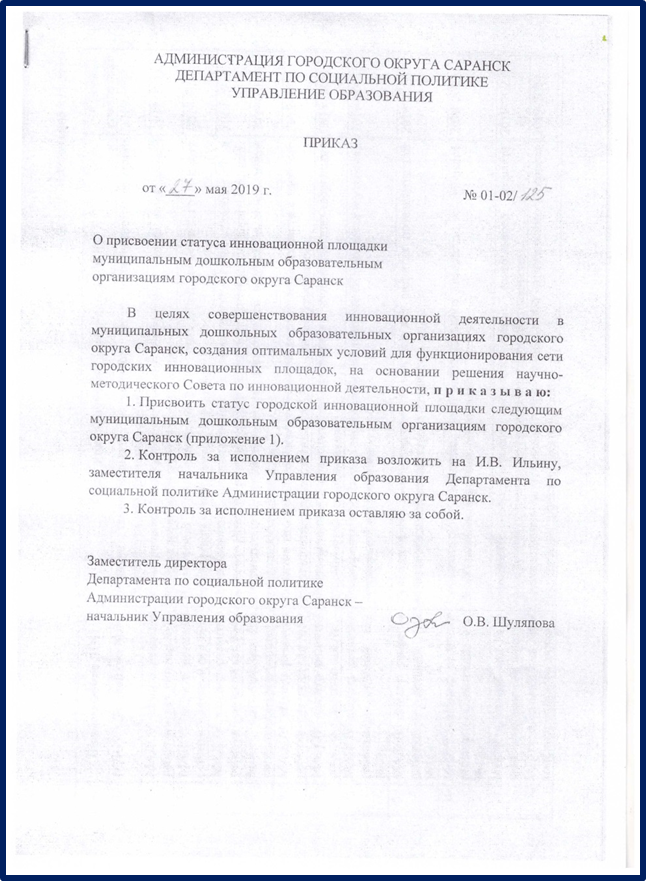 АДМИНИСТРАЦИЯ ГОРОДСКОГО ОКРУГА САРАНСК
ДЕПАРТАМЕНТ ПО СОЦИАЛЬНОЙ ПОЛИТИКЕ
УПРАВЛЕНИЕ ОБРАЗОВАНИЯ
ПРИКАЗ
от «27» мая 2019 г.
№ 01-02/125
О присвоении статуса инновационной площадки
муниципальным дошкольным образовательным
организациям городского округа Саранск
В целях совершенствования инновационной деятельности в
муниципальных дошкольных образовательных организациях городского
округа Саранск, создания оптимальных условий для функционирования сети
городских инновационных площадок, на основании решения научно-
методического Совета по инновационной деятельности, п р и к а з ы в а ю:
1. Присвоить статус городской инновационной площадки следующим
муниципальным дошкольным образовательным организациям городского
округа Саранск (приложение 1).
2. Контроль за исполнением приказа возложить на И.В. Ильину,
заместителя начальника Управления образования Департамента по
социальной политике Администрации городского округа Саранск.
3. Контроль за исполнением приказа оставляю за собой.
Заместитель директора
Департамента по социальной политике
Администрации городского округа Саранск –
начальник Управления образования
О.В. Шуляпова